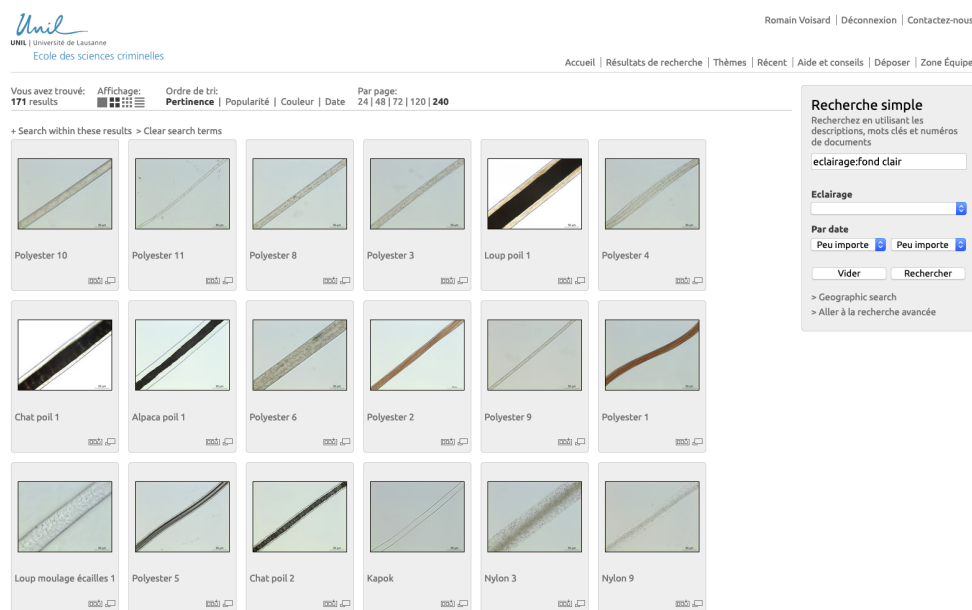 Unil
UNIL | Université de Lausanne
Ecole des sciences criminelles
Romain Voisard | Déconnexion | Contactez-nous
Accueil | Résultats de recherche | Thèmes | Récent | Aide et conseils | Déposer | Zone Équipe
Vous avez trouvé: Affichage: Ordre de tri: Par page:
171 results Pertinence | Popularité | Couleur | Date 24 | 48 | 72 | 120 | 240
+ Search within these results > Clear search terms
Polyester 10 Polyester 11 Polyester 8 Polyester 3 Loup poil 1 Polyester 4
Chat poil 1 Alpaca poil 1 Polyester 6 Polyester 2 Polyester 9 Polyester 1
Loup moulage écailles 1 Polyester 5 Chat poil 2 Kapok Nylon 3 Nylon 9
Recherche simple
Recherchez en utilisant les
descriptions, mots clés et numéros
de documents
eclairage:fond clair
Eclairage
Par date
Peu importe Peu importe
Vider Rechercher
> Geographic search
> Aller à la recherche avancée